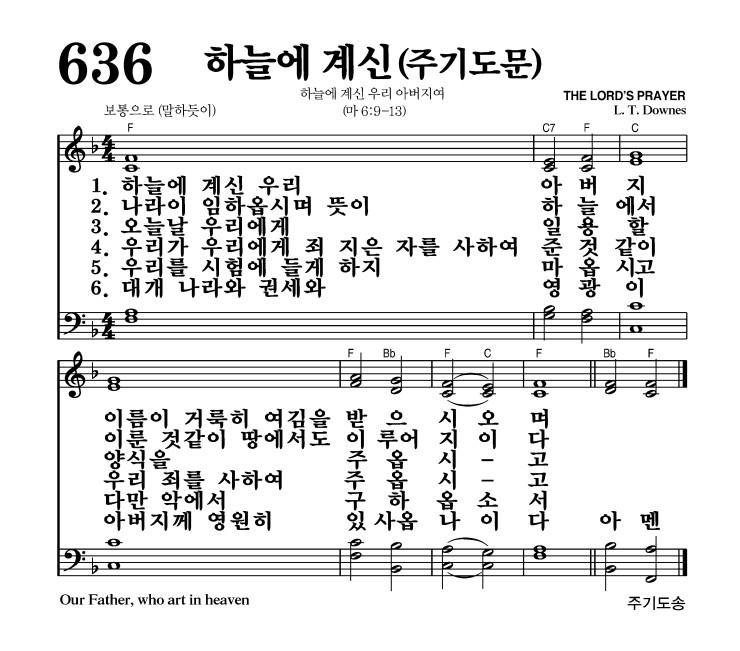 636 하늘에 계신(주기도문)
하늘에 계신 우리 아버지여
THE LORD'S PRAYER
보통으로 (말하듯이)
(마 6:9-13)
L. T. Downes
F C7 F C
4 4
1. 하늘에 계신 우리 아 버 지
2. 나라이 임하옵시며 뜻이 하 늘 에서
3. 오늘날 우리에게 일 용 할
4. 우리가 우리에게 죄 지은 자를 사하여 준 것 같이
5. 우리를 시험에 들게 하지 마 옵 시고
6. 대개 나라와 권세와 영 광 이
4 4
F Bb F C F Bb F
이름이 거룩히 여김을 받 으 시 오 며
이룬 것같이 땅에서도 이 루어 지 이 다
양식을 주 옵 시 - 고
우리 죄를 사하여 주 옵 시 - 고
다만 악에서 구 하 옵 소 서
아버지께 영원히 있 사옵 나 이 다 아 멘
Our Father, who art in heaven
주기도송